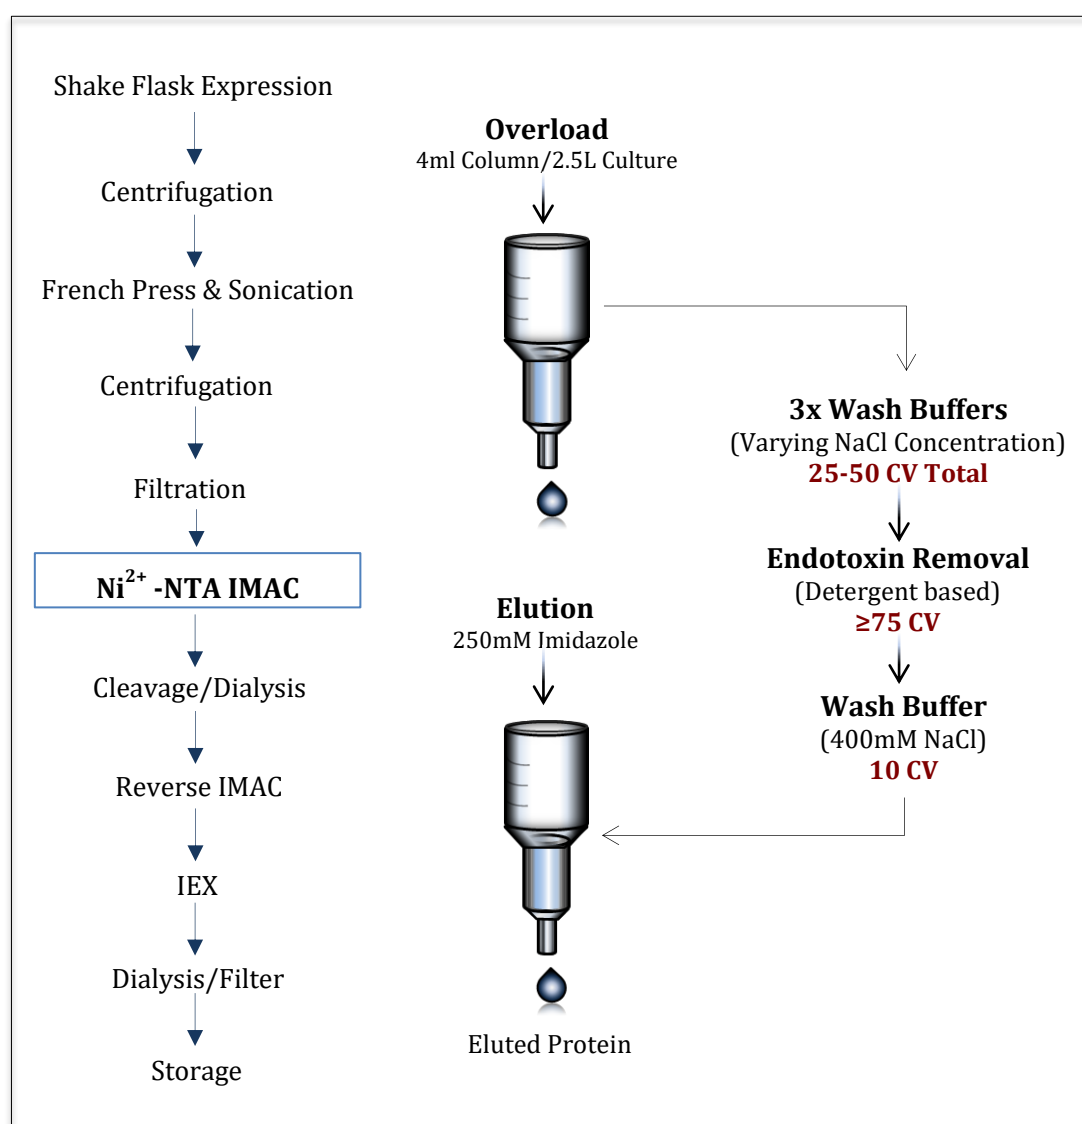 Shake Flask Expression
Centrifugation
French Press & Sonication
Centrifugation
Filtration
Ni²⁺ -NTA IMAC
Cleavage/Dialysis
Reverse IMAC
IEX
Dialysis/Filter
Storage
Overload
4ml Column/2.5L Culture
3x Wash Buffers
(Varying NaCl Concentration)
25-50 CV Total
Endotoxin Removal
(Detergent based)
≥75 CV
Wash Buffer
(400mM NaCl)
10 CV
Elution
250mM Imidazole
Eluted Protein